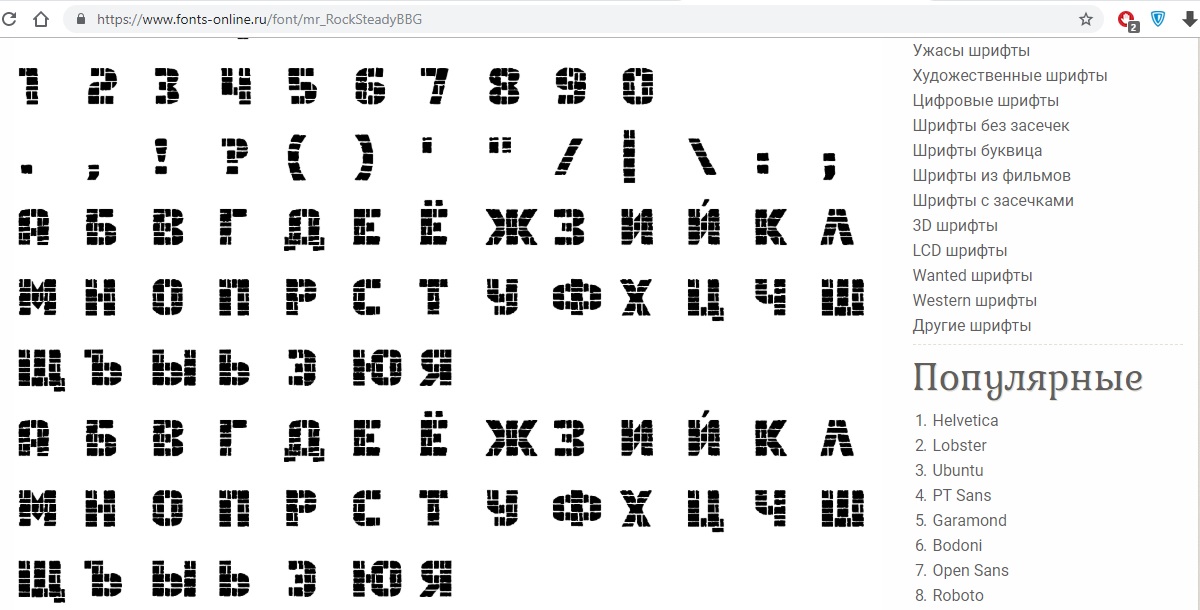 https://www.fonts-online.ru/font/mr_RockSteadyBBG
2
1 2 3 4 5 6 7 8 9 0
. , ! ? ( ) ' " / | \ : ;
А Б В Г Д Е Ё Ж З И Й К Л
М Н О П Р С Т У Ф Х Ц Ч Ш
Щ Ъ Ы Ь Э Ю Я
А Б В Г Д Е Ё Ж З И Й К Л
М Н О П Р С Т У Ф Х Ц Ч Ш
Щ Ъ Ы Ь Э Ю Я
Ужасы шрифты
Художественные шрифты
Цифровые шрифты
Шрифты без засечек
Шрифты буквица
Шрифты из фильмов
Шрифты с засечками
3D шрифты
LCD шрифты
Wanted шрифты
Western шрифты
Другие шрифты
Популярные
1. Helvetica
2. Lobster
3. Ubuntu
4. PT Sans
5. Garamond
6. Bodoni
7. Open Sans
8. Roboto